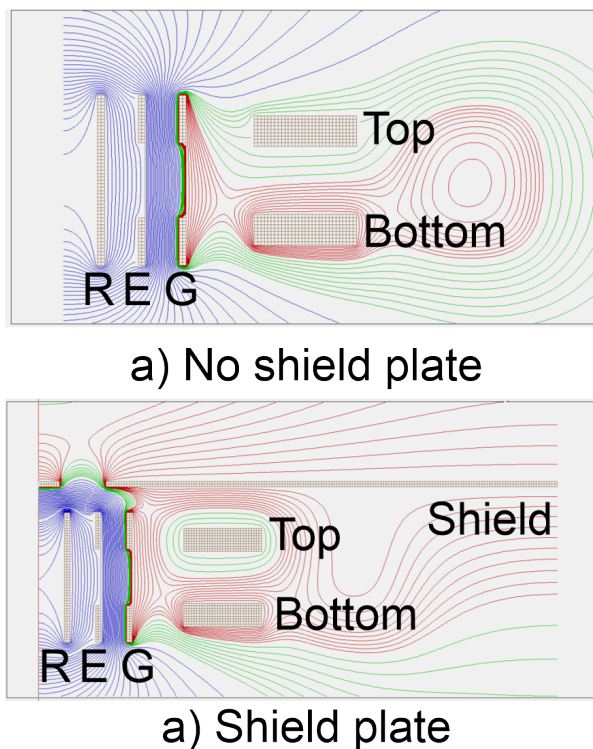 Top
Bottom
R E G
a) No shield plate
Shield
Top
Bottom
R E G
a) Shield plate